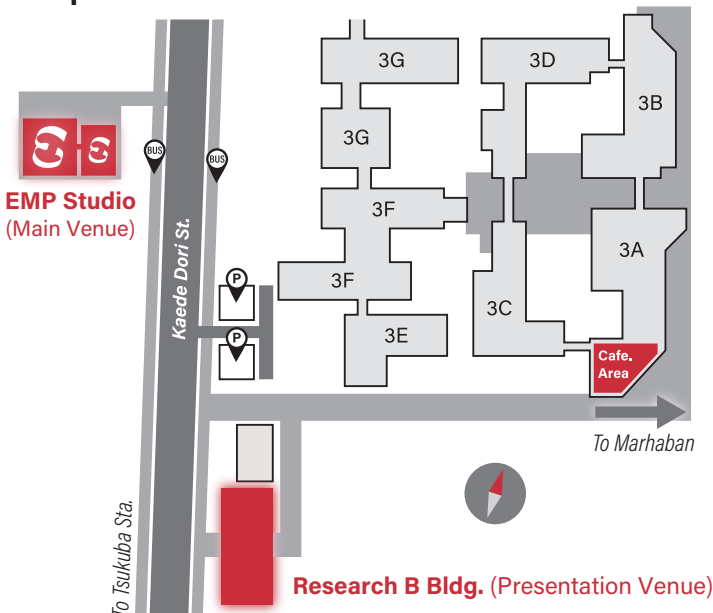 3G
3D
3B
3G
BUS
BUS
EMP Studio
(Main Venue)
3F
3A
Kaede Dori St.
P
3F
3C
P
3E
Cafe.
Area
To Marhaban
To Tsukuba Sta.
Research B Bldg. (Presentation Venue)